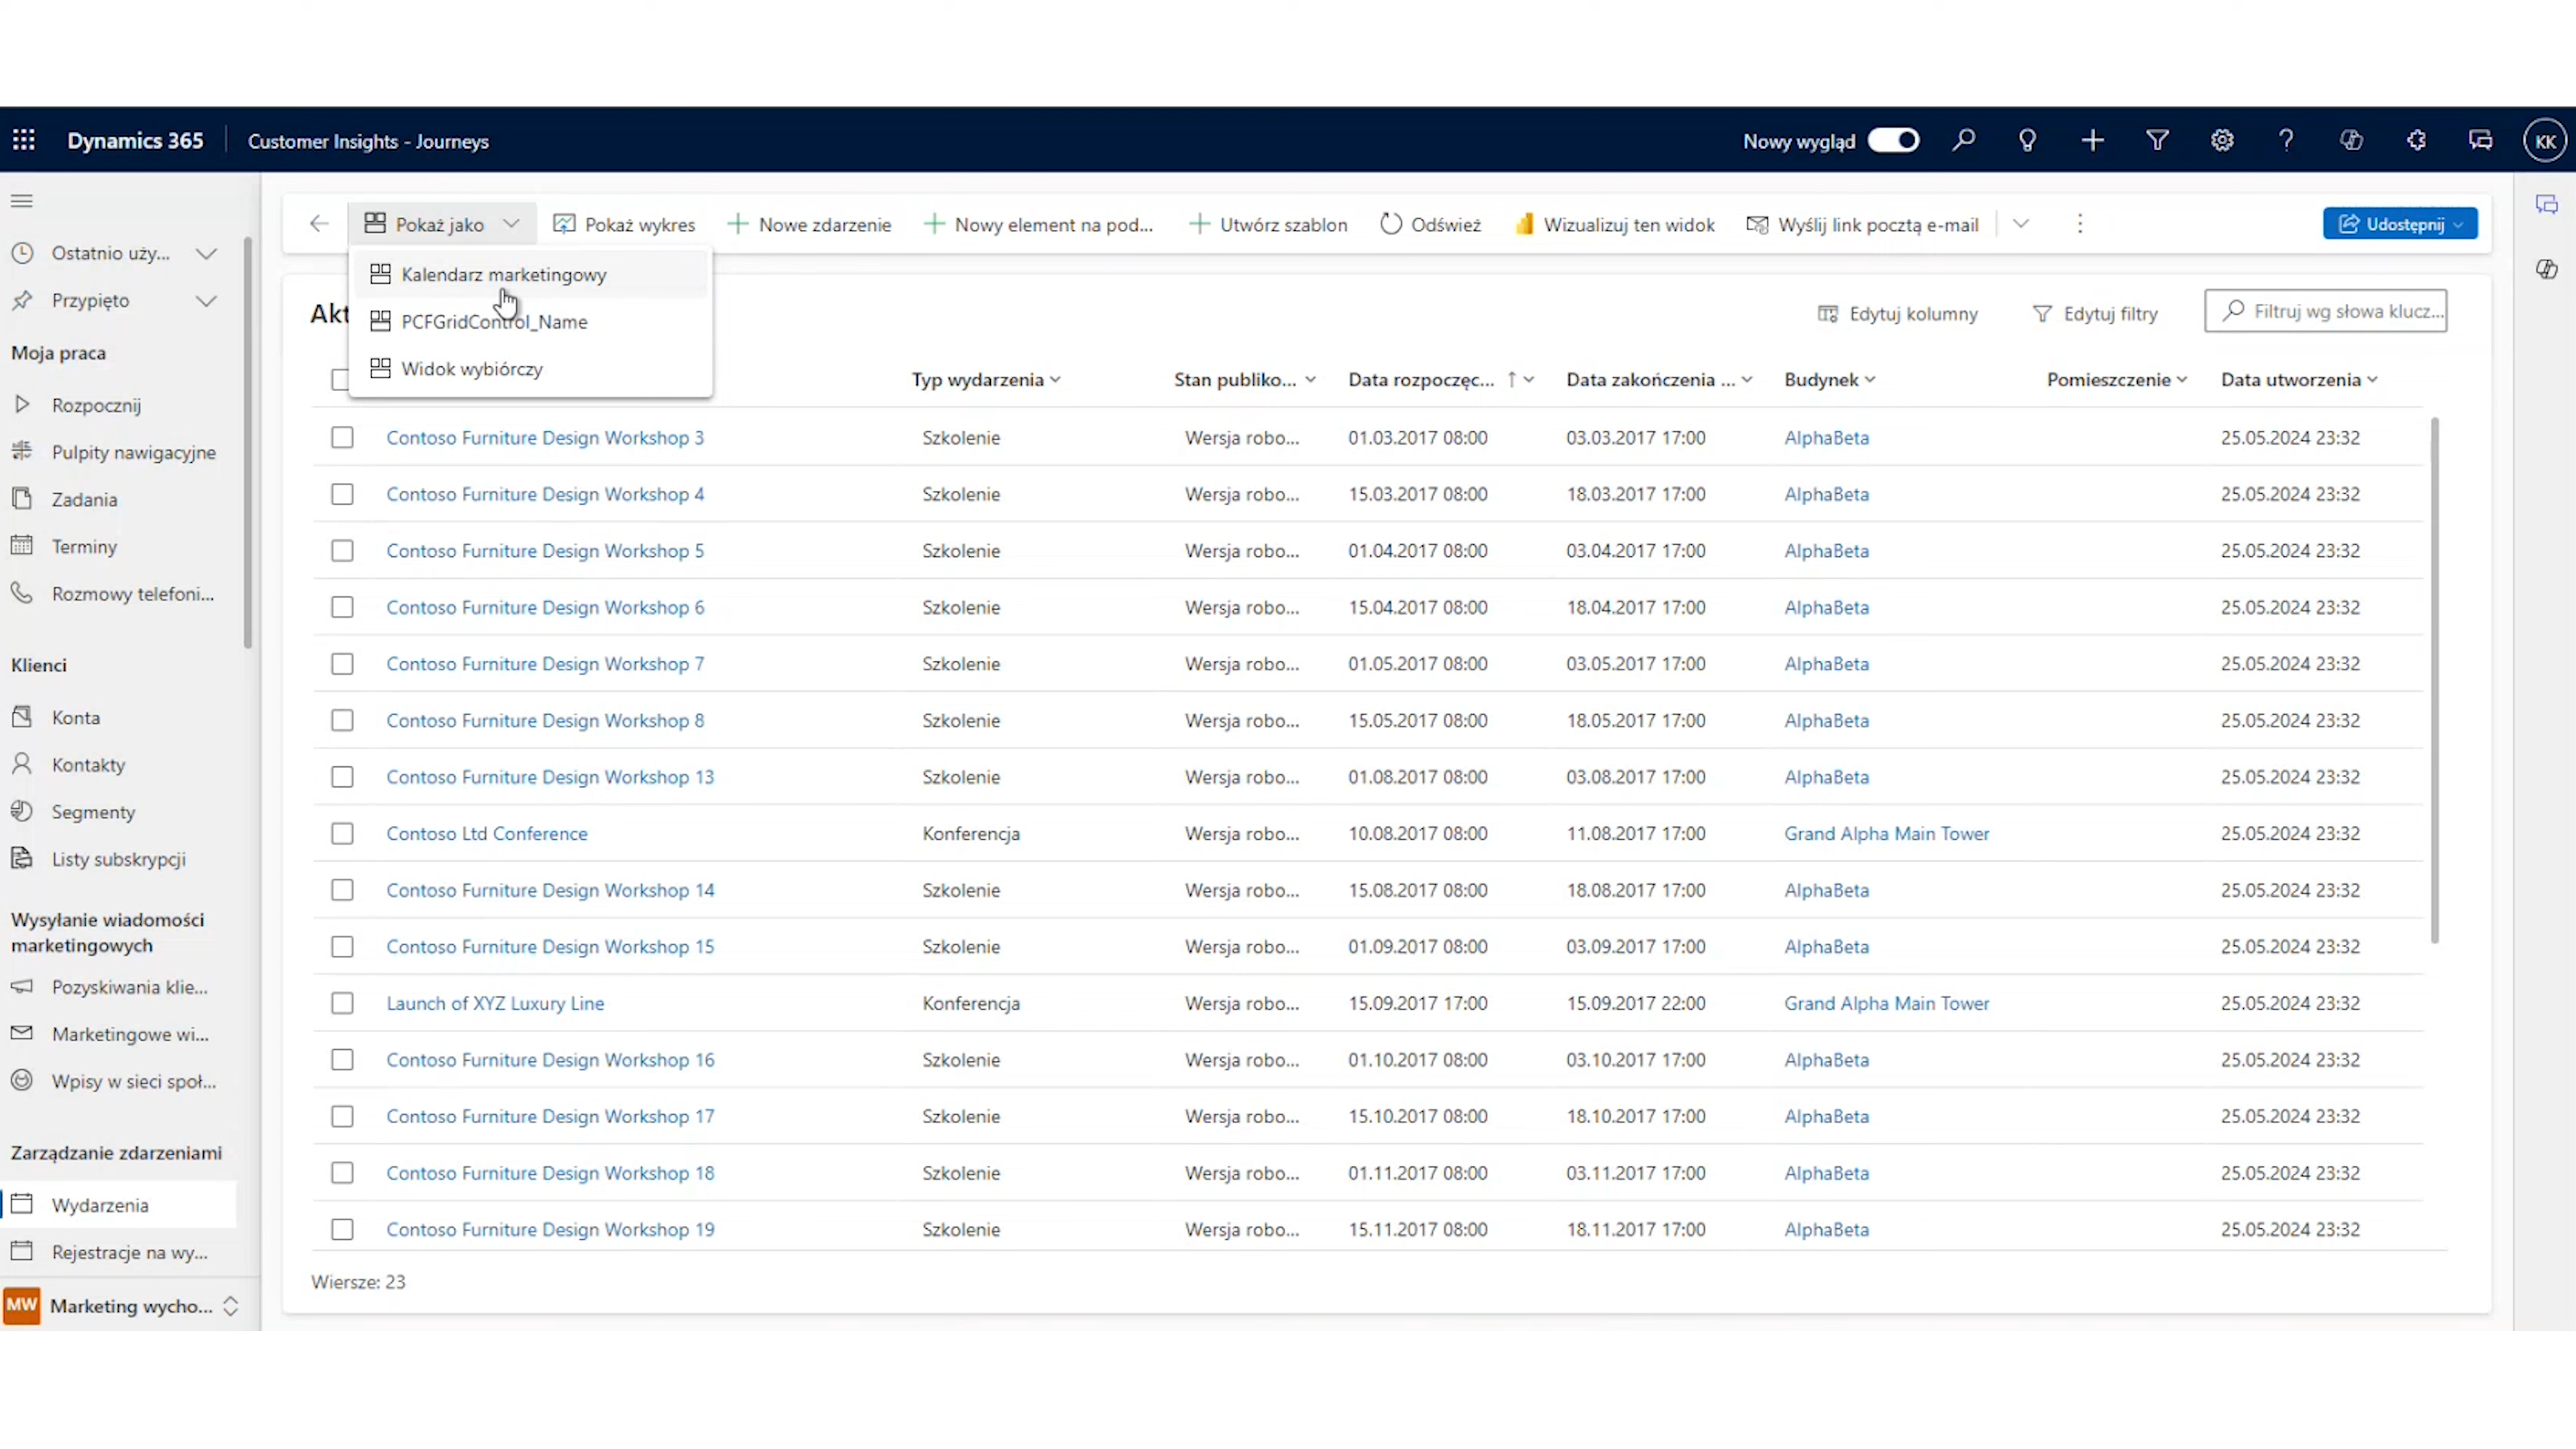 Dynamics 365 Customer Insights - Journeys Nowy wygląd KK
Pokaż jako Pokaż wykres Nowe zdarzenie Nowy element na pod... Utwórz szablon Odśwież Wizualizuj ten widok Wyślij link pocztą e-mail Udostępnij
Kalendarz marketingowy
PCFGridControl_Name
Widok wybiórczy
Akt Edytuj kolumny Edytuj filtry Filtruj wg słowa klucz...
Typ wydarzenia Stan publiko... Data rozpoczęc... Data zakończenia ... Budynek Pomieszczenie Data utworzenia
Contoso Furniture Design Workshop 3 Szkolenie Wersja robo... 01.03.2017 08:00 03.03.2017 17:00 AlphaBeta 25.05.2024 23:32
Contoso Furniture Design Workshop 4 Szkolenie Wersja robo... 15.03.2017 08:00 18.03.2017 17:00 AlphaBeta 25.05.2024 23:32
Contoso Furniture Design Workshop 5 Szkolenie Wersja robo... 01.04.2017 08:00 03.04.2017 17:00 AlphaBeta 25.05.2024 23:32
Contoso Furniture Design Workshop 6 Szkolenie Wersja robo... 15.04.2017 08:00 18.04.2017 17:00 AlphaBeta 25.05.2024 23:32
Contoso Furniture Design Workshop 7 Szkolenie Wersja robo... 01.05.2017 08:00 03.05.2017 17:00 AlphaBeta 25.05.2024 23:32
Contoso Furniture Design Workshop 8 Szkolenie Wersja robo... 15.05.2017 08:00 18.05.2017 17:00 AlphaBeta 25.05.2024 23:32
Contoso Furniture Design Workshop 13 Szkolenie Wersja robo... 01.08.2017 08:00 03.08.2017 17:00 AlphaBeta 25.05.2024 23:32
Contoso Ltd Conference Konferencja Wersja robo... 10.08.2017 08:00 11.08.2017 17:00 Grand Alpha Main Tower 25.05.2024 23:32
Contoso Furniture Design Workshop 14 Szkolenie Wersja robo... 15.08.2017 08:00 18.08.2017 17:00 AlphaBeta 25.05.2024 23:32
Contoso Furniture Design Workshop 15 Szkolenie Wersja robo... 01.09.2017 08:00 03.09.2017 17:00 AlphaBeta 25.05.2024 23:32
Launch of XYZ Luxury Line Konferencja Wersja robo... 15.09.2017 17:00 15.09.2017 22:00 Grand Alpha Main Tower 25.05.2024 23:32
Contoso Furniture Design Workshop 16 Szkolenie Wersja robo... 01.10.2017 08:00 03.10.2017 17:00 AlphaBeta 25.05.2024 23:32
Contoso Furniture Design Workshop 17 Szkolenie Wersja robo... 15.10.2017 08:00 18.10.2017 17:00 AlphaBeta 25.05.2024 23:32
Contoso Furniture Design Workshop 18 Szkolenie Wersja robo... 01.11.2017 08:00 03.11.2017 17:00 AlphaBeta 25.05.2024 23:32
Contoso Furniture Design Workshop 19 Szkolenie Wersja robo... 15.11.2017 08:00 18.11.2017 17:00 AlphaBeta 25.05.2024 23:32
Wiersze: 23
Ostatnio uży...
Przypięto
Moja praca
Rozpocznij
Pulpity nawigacyjne
Zadania
Terminy
Rozmowy telefoni...
Klienci
Konta
Kontakty
Segmenty
Listy subskrypcji
Wysyłanie wiadomości
marketingowych
Pozyskiwania klie...
Marketingowe wi...
Wpisy w sieci społ...
Zarządzanie zdarzeniami
Wydarzenia
Rejestracje na wy...
MW Marketing wycho...